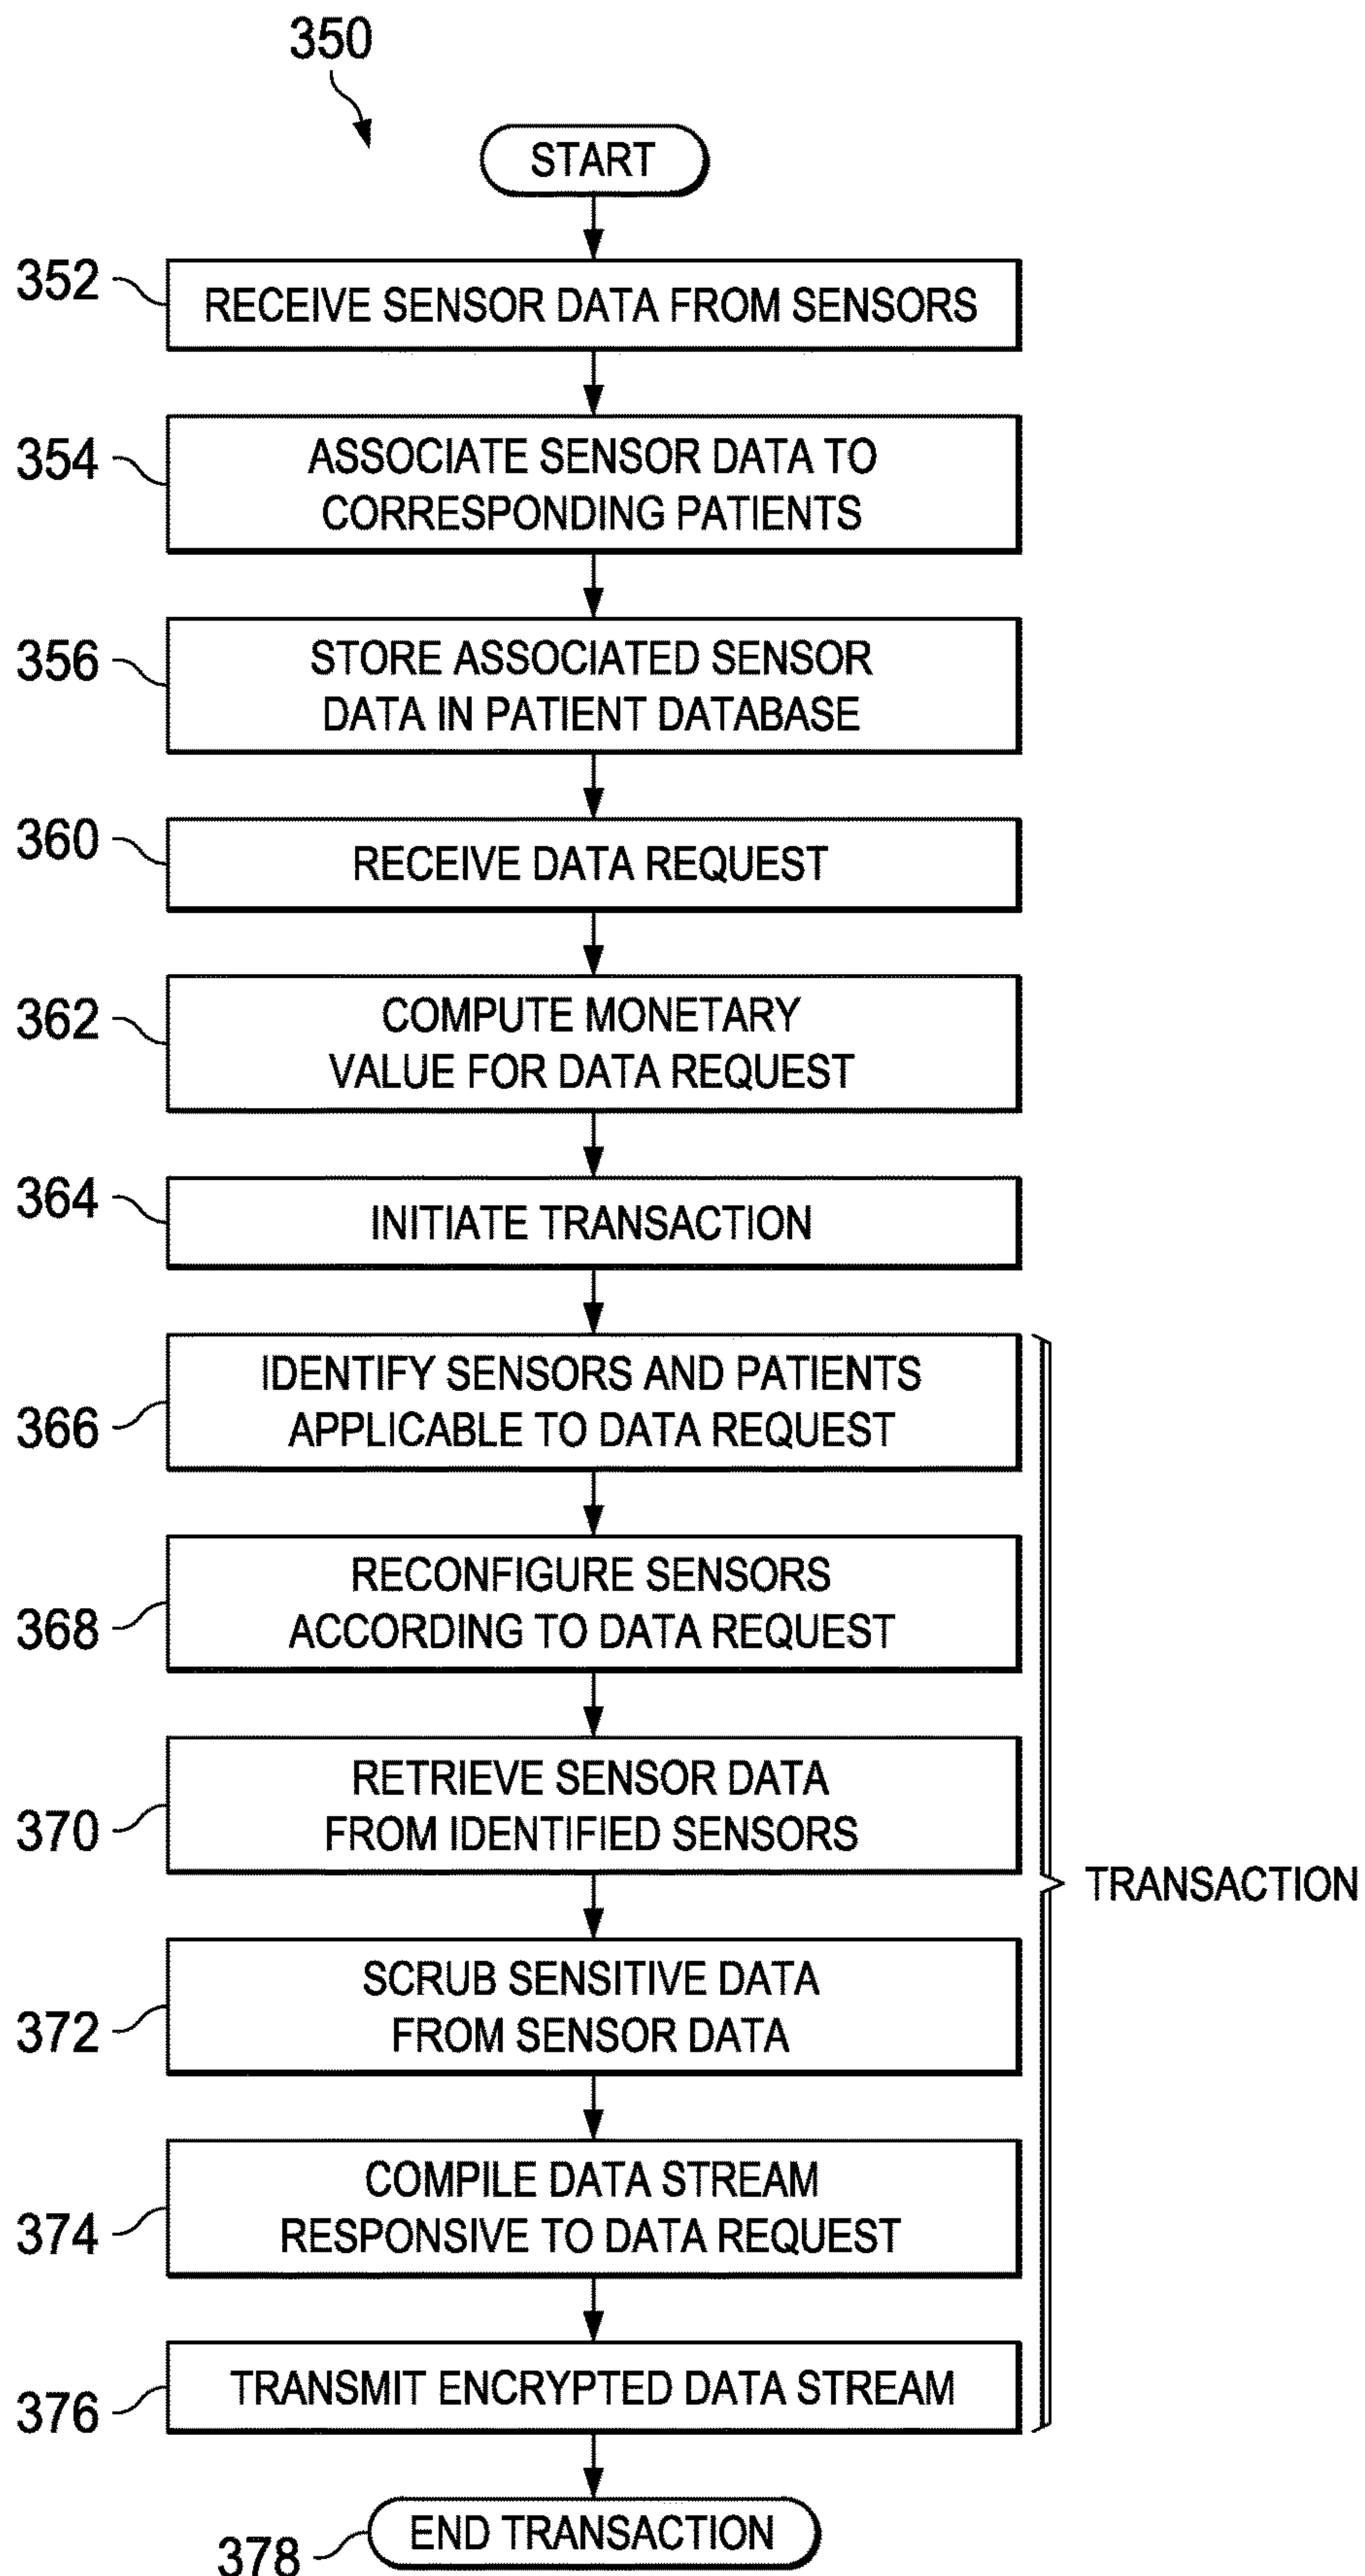 350
START
352
RECEIVE SENSOR DATA FROM SENSORS
354
ASSOCIATE SENSOR DATA TO
CORRESPONDING PATIENTS
356
STORE ASSOCIATED SENSOR
DATA IN PATIENT DATABASE
360
RECEIVE DATA REQUEST
362
COMPUTE MONETARY
VALUE FOR DATA REQUEST
364
INITIATE TRANSACTION
366
IDENTIFY SENSORS AND PATIENTS
APPLICABLE TO DATA REQUEST
368
RECONFIGURE SENSORS
ACCORDING TO DATA REQUEST
370
RETRIEVE SENSOR DATA
FROM IDENTIFIED SENSORS
TRANSACTION
372
SCRUB SENSITIVE DATA
FROM SENSOR DATA
374
COMPILE DATA STREAM
RESPONSIVE TO DATA REQUEST
376
TRANSMIT ENCRYPTED DATA STREAM
378
END TRANSACTION